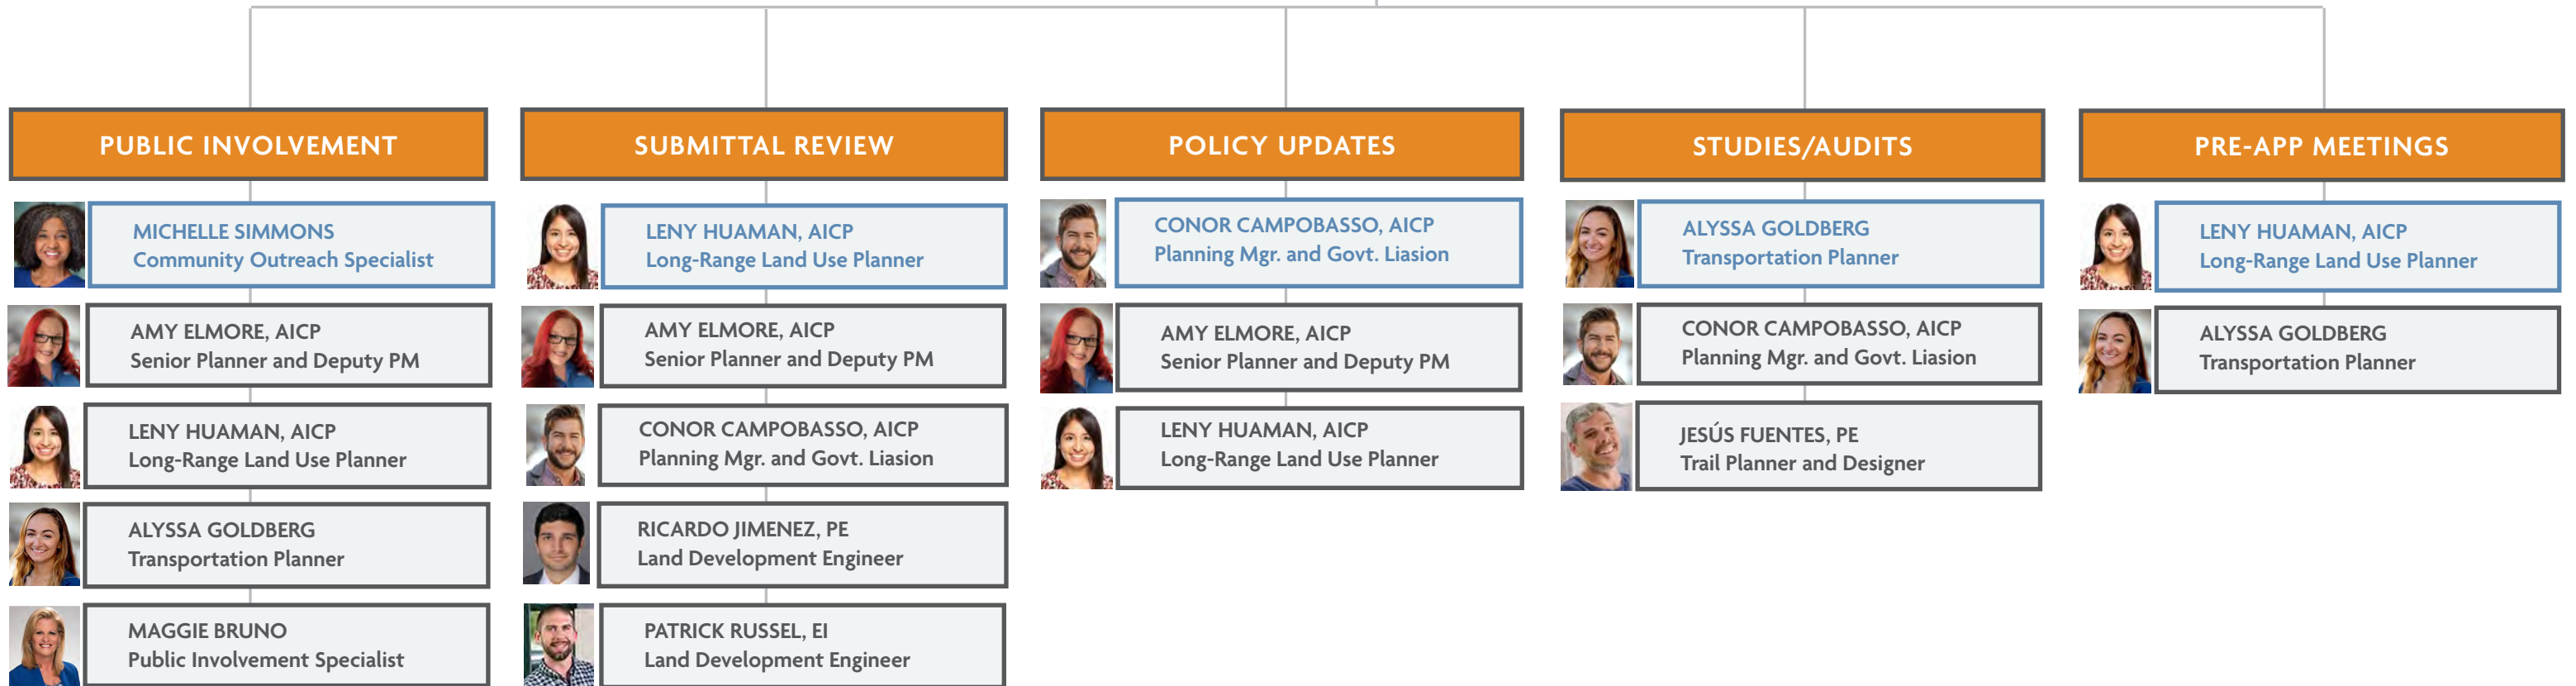 PUBLIC INVOLVEMENT
MICHELLE SIMMONS
Community Outreach Specialist
AMY ELMORE, AICP
Senior Planner and Deputy PM
LENY HUAMAN, AICP
Long-Range Land Use Planner
ALYSSA GOLDBERG
Transportation Planner
MAGGIE BRUNO
Public Involvement Specialist
SUBMITTAL REVIEW
LENY HUAMAN, AICP
Long-Range Land Use Planner
AMY ELMORE, AICP
Senior Planner and Deputy PM
CONOR CAMPOBASSO, AICP
Planning Mgr. and Govt. Liasion
RICARDO JIMENEZ, PE
Land Development Engineer
PATRICK RUSSEL, EI
Land Development Engineer
POLICY UPDATES
CONOR CAMPOBASSO, AICP
Planning Mgr. and Govt. Liasion
AMY ELMORE, AICP
Senior Planner and Deputy PM
LENY HUAMAN, AICP
Long-Range Land Use Planner
STUDIES/AUDITS
ALYSSA GOLDBERG
Transportation Planner
CONOR CAMPOBASSO, AICP
Planning Mgr. and Govt. Liasion
JESÚS FUENTES, PE
Trail Planner and Designer
PRE-APP MEETINGS
LENY HUAMAN, AICP
Long-Range Land Use Planner
ALYSSA GOLDBERG
Transportation Planner